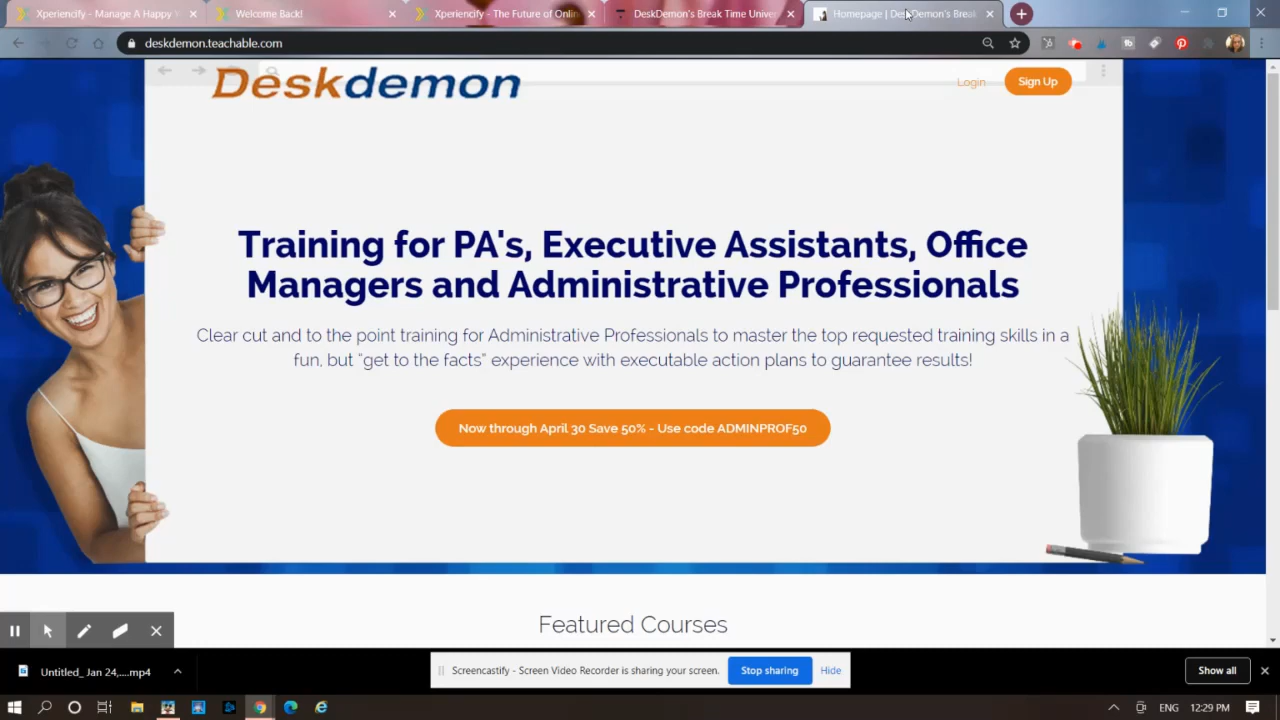 Xperiencify - Manage A Happy
Welcome Back!
Xperiencify - The Future of Onlin
DeskDemon's Break Time Univer
Homepage | DeskDemon's Break
deskdemon.teachable.com
Deskdemon
Login
Sign Up
Training for PA's, Executive Assistants, Office
Managers and Administrative Professionals
Clear cut and to the point training for Administrative Professionals to master the top requested training skills in a
fun, but "get to the facts" experience with executable action plans to guarantee results!
Now through April 30 Save 50% - Use code ADMINPROF50
Featured Courses
Untitled_ Jan 24,....mp4
Screencastify - Screen Video Recorder is sharing your screen.
Stop sharing
Hide
Show all
ENG
12:29 PM